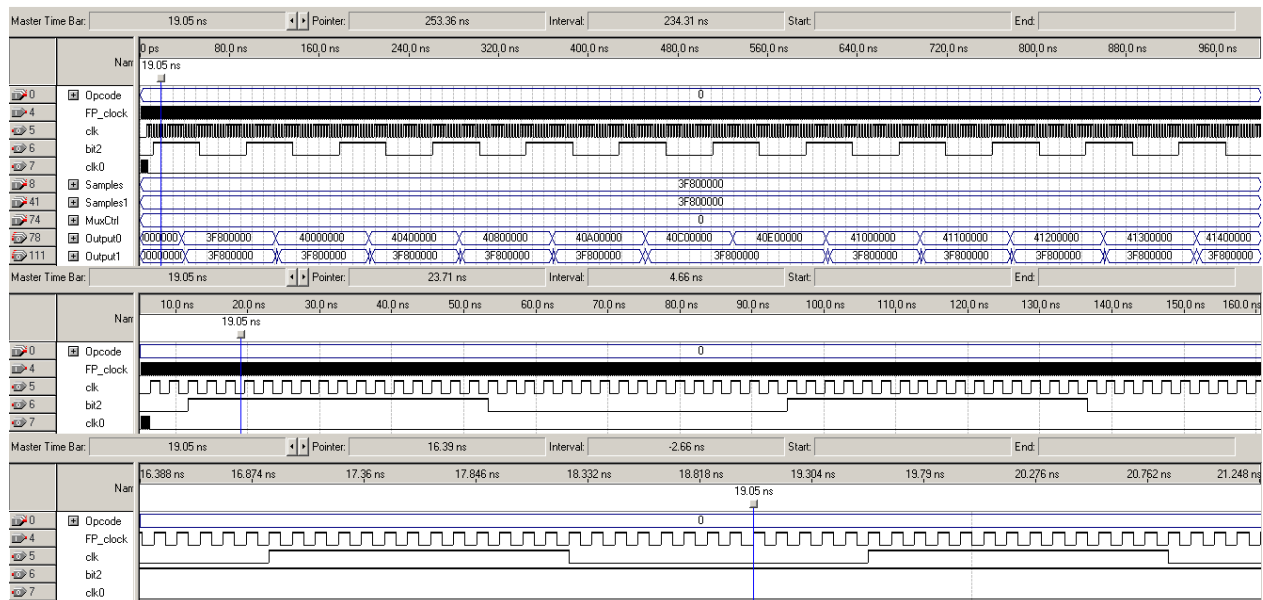 Master Time Bar: 19.05 ns Pointer: 253.36 ns Interval: 234.31 ns Start: End:
0 ps 80.0 ns 160.0 ns 240.0 ns 320.0 ns 400.0 ns 480.0 ns 560.0 ns 640.0 ns 720.0 ns 800.0 ns 880.0 ns 960.0 ns
Nam
19.05 ns
0 Opcode 0
4 FP_clock
5 clk
6 bit2
7 clk0
8 Samples 3F800000
41 Samples1 3F800000
74 MuxCtrl 0
78 Output0 000000 3F800000 40000000 40400000 40800000 40A00000 40C00000 40E00000 41000000 41100000 41200000 41300000 41400000
111 Output1 0000000 3F800000 3F800000 3F800000 3F800000 3F800000 3F800000 3F800000 3F800000 3F800000 3F800000 3F800000
Master Time Bar: 19.05 ns Pointer: 23.71 ns Interval: 4.66 ns Start: End:
10.0 ns 20.0 ns 30.0 ns 40.0 ns 50.0 ns 60.0 ns 70.0 ns 80.0 ns 90.0 ns 100.0 ns 110.0 ns 120.0 ns 130.0 ns 140.0 ns 150.0 ns 160.0 ns
Nam
19.05 ns
0 Opcode 0
4 FP_clock
5 clk
6 bit2
7 clk0
Master Time Bar: 19.05 ns Pointer: 16.39 ns Interval: -2.66 ns Start: End:
16.388 ns 16.874 ns 17.36 ns 17.846 ns 18.332 ns 18.818 ns 19.304 ns 19.79 ns 20.276 ns 20.762 ns 21.248 ns
Nam
19.05 ns
0 Opcode 0
4 FP_clock
5 clk
6 bit2
7 clk0